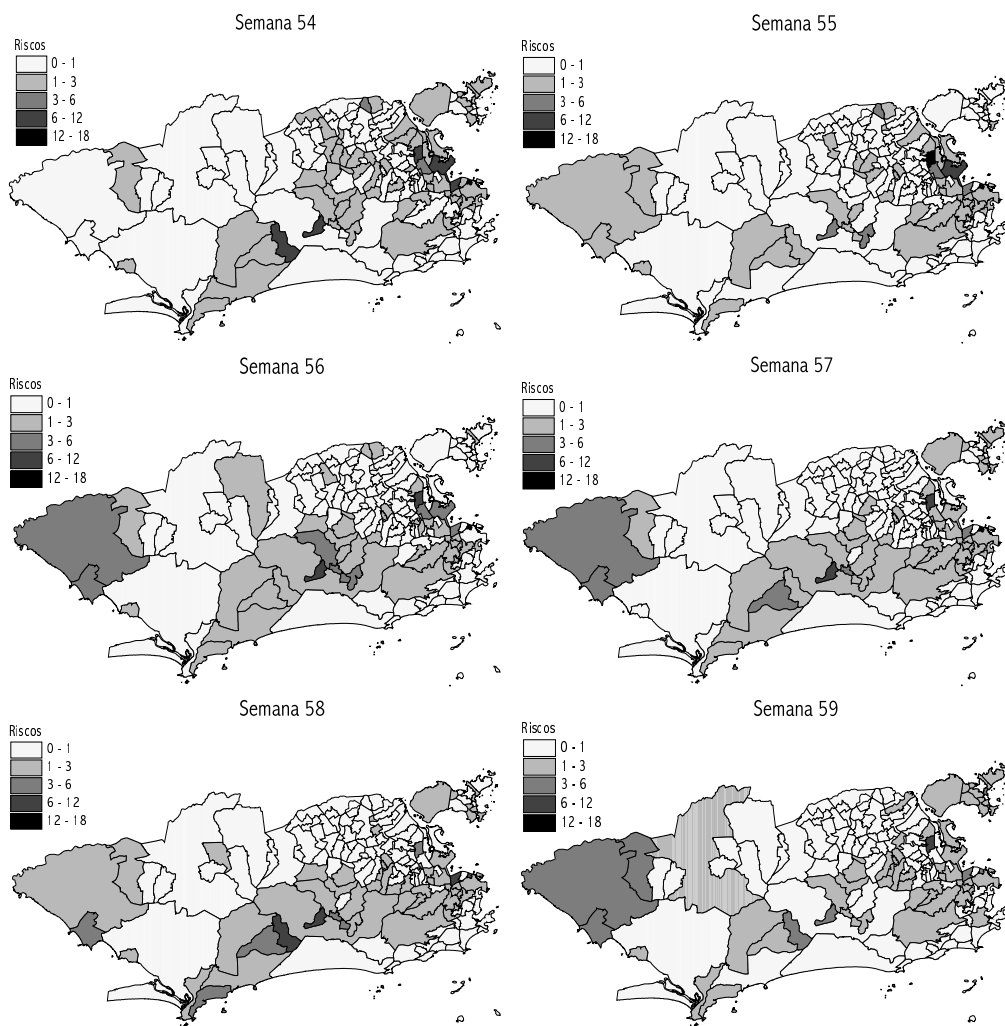 Semana 54
Riscos
0 - 1
1 - 3
3 - 6
6 - 12
12 - 18
Semana 55
Riscos
0 - 1
1 - 3
3 - 6
6 - 12
12 - 18
Semana 56
Riscos
0 - 1
1 - 3
3 - 6
6 - 12
12 - 18
Semana 57
Riscos
0 - 1
1 - 3
3 - 6
6 - 12
12 - 18
Semana 58
Riscos
0 - 1
1 - 3
3 - 6
6 - 12
12 - 18
Semana 59
Riscos
0 - 1
1 - 3
3 - 6
6 - 12
12 - 18